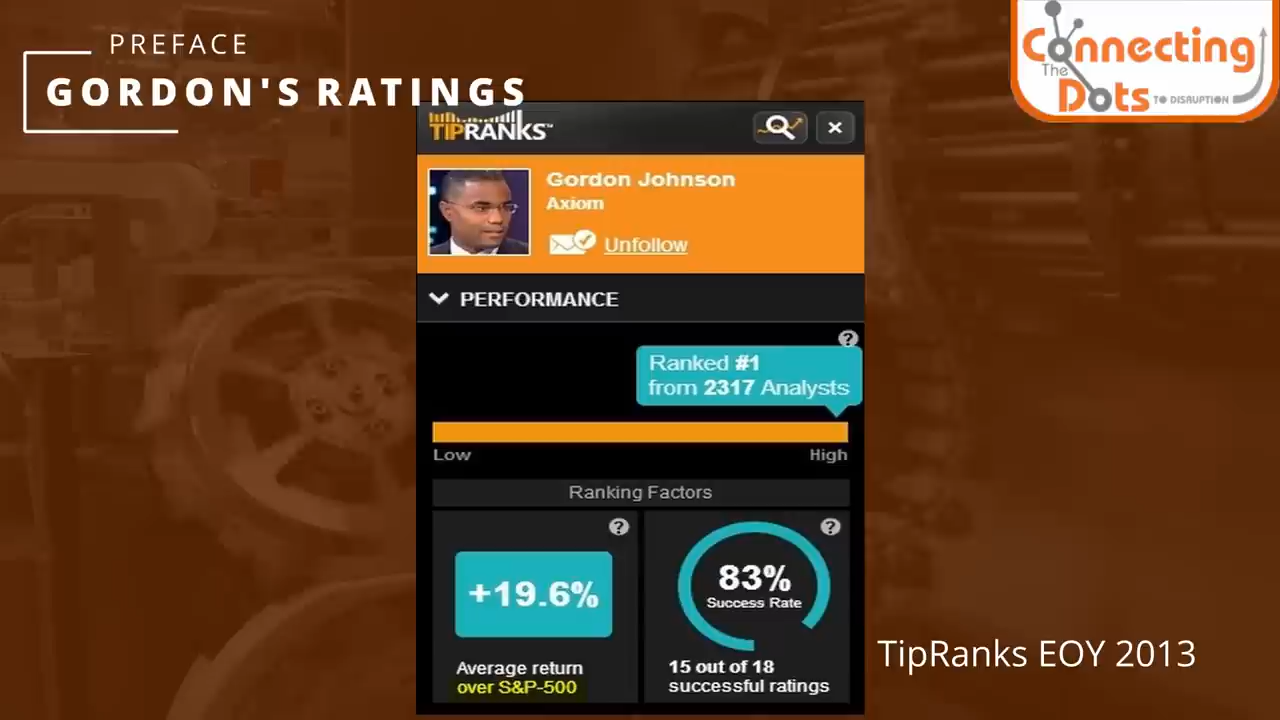 PREFACE
GORDON'S RATINGS
Connecting
The
Dots TO DISRUPTION
TIPRANKS™
Gordon Johnson
Axiom
Unfollow
PERFORMANCE
?
Ranked #1
from 2317 Analysts
Low High
Ranking Factors
? ?
+19.6%
83%
Success Rate
Average return
over S&P-500
15 out of 18
successful ratings
TipRanks EOY 2013